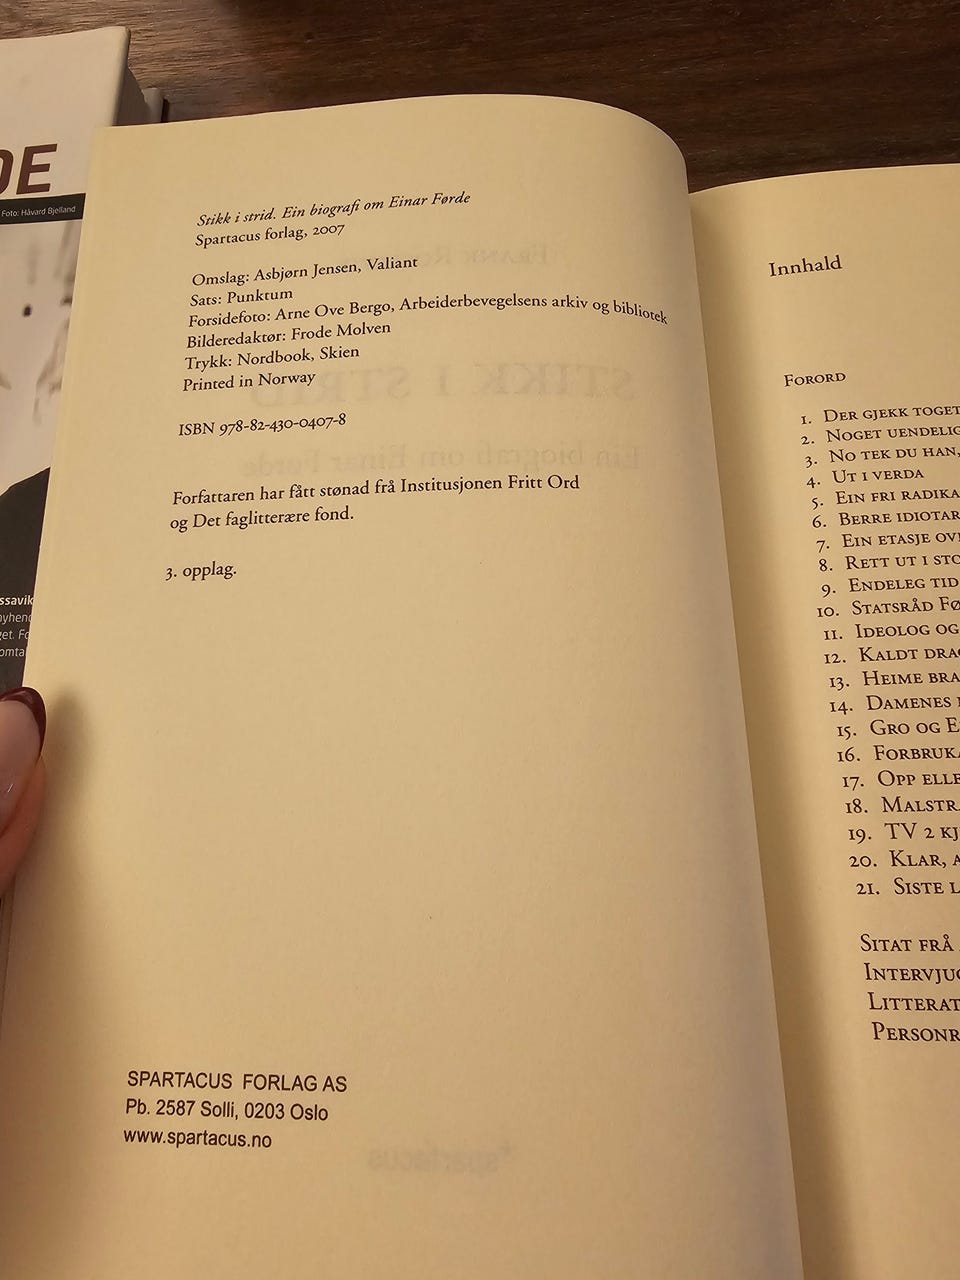 DE
Foto: Håvard Bjelland
Stikk i strid. Ein biografi om Einar Førde
Spartacus forlag, 2007
Omslag: Asbjørn Jensen, Valiant
Sats: Punktum
Forsidefoto: Arne Ove Bergo, Arbeiderbevegelsens arkiv og bibliotek
Bilderedaktør: Frode Molven
Trykk: Nordbook, Skien
Printed in Norway
ISBN 978-82-430-0407-8
Forfattaren har fått stønad frå Institusjonen Fritt Ord
og Det faglitterære fond.
3. opplag.
SPARTACUS FORLAG AS
Pb. 2587 Solli, 0203 Oslo
www.spartacus.no
Innhald
FORORD
1. DER GJEKK TOGET
2. NOGET UENDELIG
3. NO TEK DU HAN,
4. UT I VERDA
5. EIN FRI RADIKA
6. BERRE IDIOTAR
7. EIN ETASJE OV
8. RETT UT I STO
9. ENDELEG TID
10. STATSRÅD FØ
11. IDEOLOG OG
12. KALDT DRA
13. HEIME BRA
14. DAMENES
15. GRO OG E
16. FORBRUKA
17. OPP ELLE
18. MALSTR
19. TV 2 KJ
20. KLAR, A
21. SISTE L
SITAT FRÅ
INTERVJU
LITTERAT
PERSONR